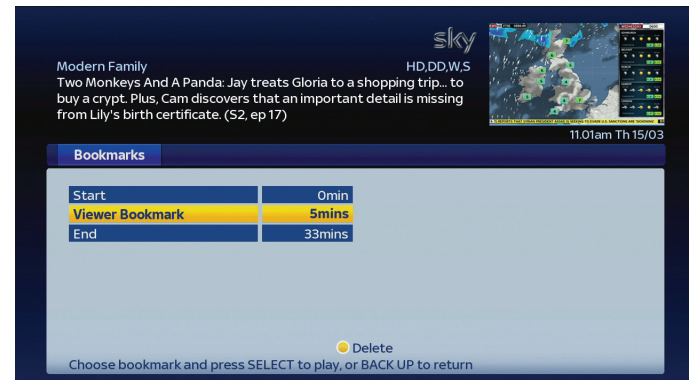 sky
Modern Family HD,DD,W,S
Two Monkeys And A Panda: Jay treats Gloria to a shopping trip... to
buy a crypt. Plus, Cam discovers that an important detail is missing
from Lily's birth certificate. (S2, ep 17)
11.01am Th 15/03
Bookmarks
Start 0min
Viewer Bookmark 5mins
End 33mins
Delete
Choose bookmark and press SELECT to play, or BACK UP to return